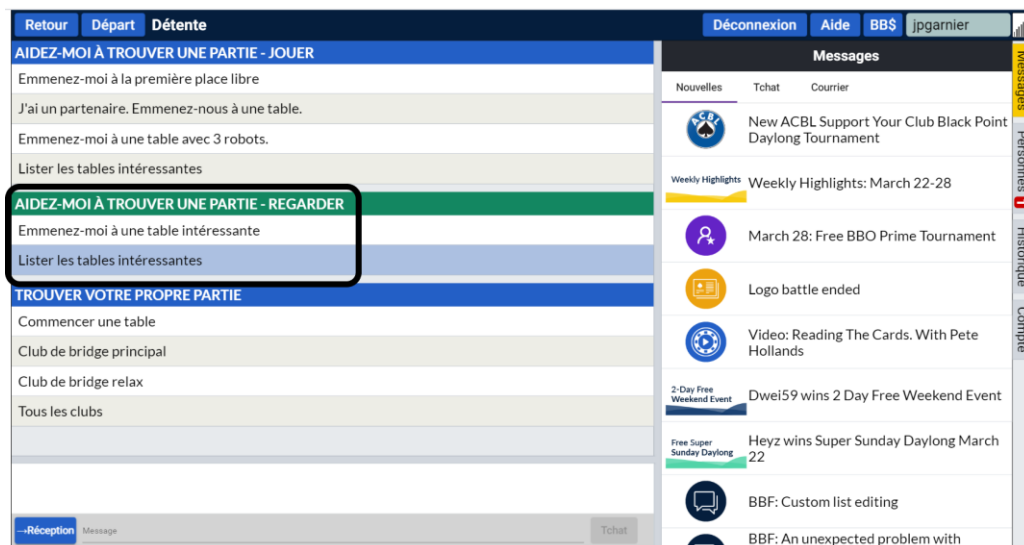 Retour Départ Détente
Déconnexion Aide BB$ jpgarnier
AIDEZ-MOI À TROUVER UNE PARTIE - JOUER
Emmenez-moi à la première place libre
J'ai un partenaire. Emmenez-nous à une table.
Emmenez-moi à une table avec 3 robots.
Lister les tables intéressantes
AIDEZ-MOI À TROUVER UNE PARTIE - REGARDER
Emmenez-moi à une table intéressante
Lister les tables intéressantes
TROUVER VOTRE PROPRE PARTIE
Commencer une table
Club de bridge principal
Club de bridge relax
Tous les clubs
→Réception Message Tchat
Messages
Nouvelles Tchat Courrier
ACBL
New ACBL Support Your Club Black Point
Daylong Tournament
Weekly Highlights
Weekly Highlights: March 22-28
March 28: Free BBO Prime Tournament
Logo battle ended
Video: Reading The Cards. With Pete
Hollands
2-Day Free
Weekend Event
Dwei59 wins 2 Day Free Weekend Event
Free Super
Sunday Daylong
Heyz wins Super Sunday Daylong March
22
BBF: Custom list editing
BBF: An unexpected problem with
Messages
Personnes
Historique
Compte